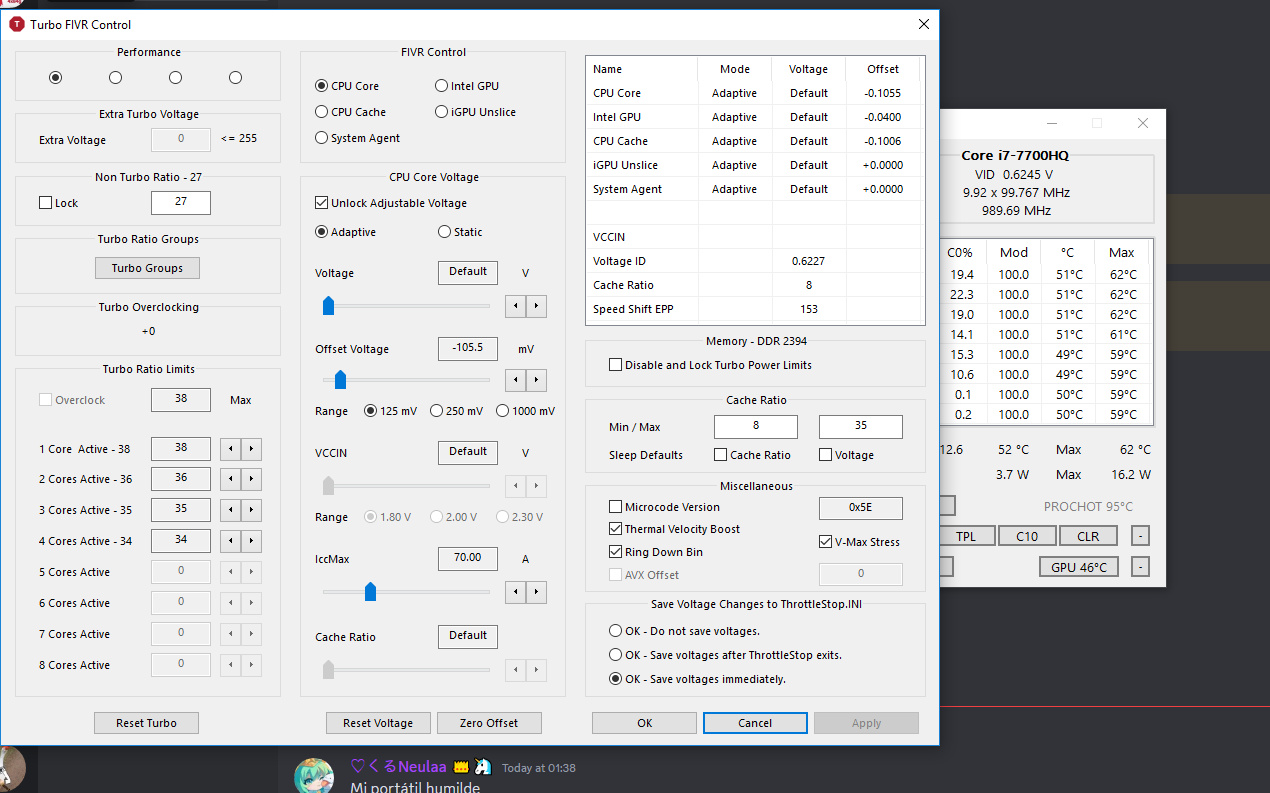 Turbo FIVR Control
Performance
Extra Turbo Voltage
Extra Voltage 0 <= 255
Non Turbo Ratio - 27
Lock 27
Turbo Ratio Groups
Turbo Groups
Turbo Overclocking
+0
Turbo Ratio Limits
Overclock 38 Max
1 Core Active - 38 38
2 Cores Active - 36 36
3 Cores Active - 35 35
4 Cores Active - 34 34
5 Cores Active 0
6 Cores Active 0
7 Cores Active 0
8 Cores Active 0
Reset Turbo
FIVR Control
CPU Core Intel GPU
CPU Cache iGPU Unslice
System Agent
CPU Core Voltage
Unlock Adjustable Voltage
Adaptive Static
Voltage Default V
Offset Voltage -105.5 mV
Range 125 mV 250 mV 1000 mV
VCCIN Default V
Range 1.80 V 2.00 V 2.30 V
IccMax 70.00 A
Cache Ratio Default
Reset Voltage Zero Offset
Name Mode Voltage Offset
CPU Core Adaptive Default -0.1055
Intel GPU Adaptive Default -0.0400
CPU Cache Adaptive Default -0.1006
iGPU Unslice Adaptive Default +0.0000
System Agent Adaptive Default +0.0000
VCCIN
Voltage ID 0.6227
Cache Ratio 8
Speed Shift EPP 153
Memory - DDR 2394
Disable and Lock Turbo Power Limits
Cache Ratio
Min / Max 8 35
Sleep Defaults Cache Ratio Voltage
Miscellaneous
Microcode Version 0x5E
Thermal Velocity Boost
Ring Down Bin V-Max Stress
AVX Offset 0
Save Voltage Changes to ThrottleStop.INI
OK - Do not save voltages.
OK - Save voltages after ThrottleStop exits.
OK - Save voltages immediately.
OK Cancel Apply
Core i7-7700HQ
VID 0.6245 V
9.92 x 99.767 MHz
989.69 MHz
C0% Mod °C Max
19.4 100.0 51°C 62°C
22.3 100.0 51°C 62°C
19.0 100.0 51°C 62°C
14.1 100.0 51°C 61°C
15.3 100.0 49°C 59°C
10.6 100.0 49°C 59°C
0.1 100.0 50°C 59°C
0.2 100.0 50°C 59°C
12.6 52 °C Max 62 °C
3.7 W Max 16.2 W
PROCHOT 95°C
TPL C10 CLR -
GPU 46°C -
♡くるNeulaa Today at 01:38
Mi portátil humilde